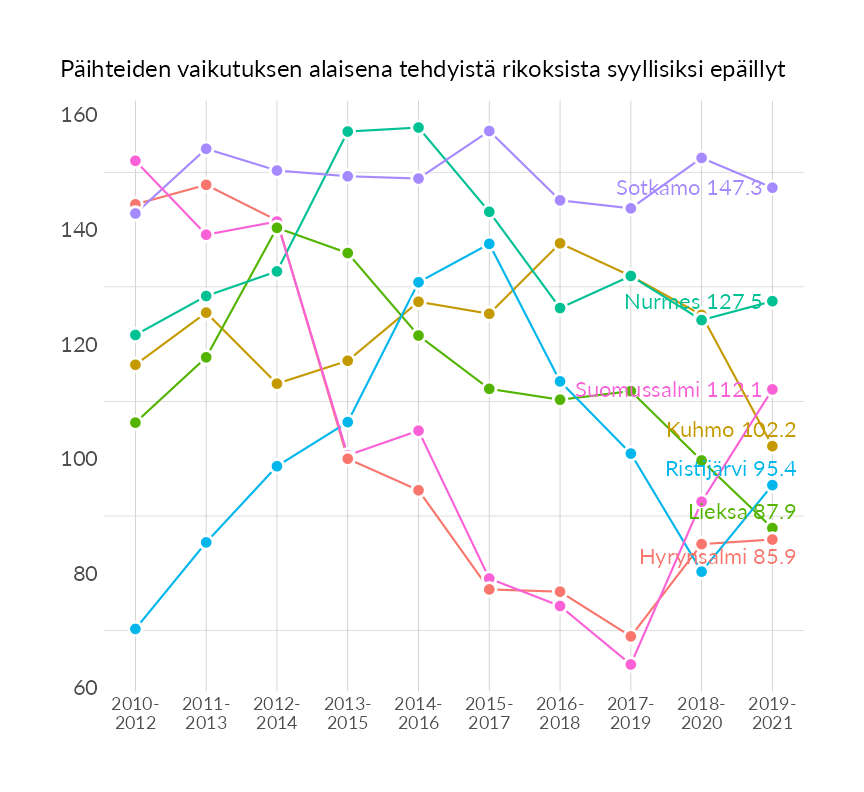 Päihteiden vaikutuksen alaisena tehdyistä rikoksista syyllisiksi epäillyt
160
140
120
100
80
60
Sotkamo 147.3
Nurmes 127.5
Suomussalmi 112.1
Kuhmo 102.2
Ristijärvi 95.4
Lieksa 87.9
Hyrynsalmi 85.9
2010- 2011- 2012- 2013- 2014- 2015- 2016- 2017- 2018- 2019-
2012 2013 2014 2015 2016 2017 2018 2019 2020 2021